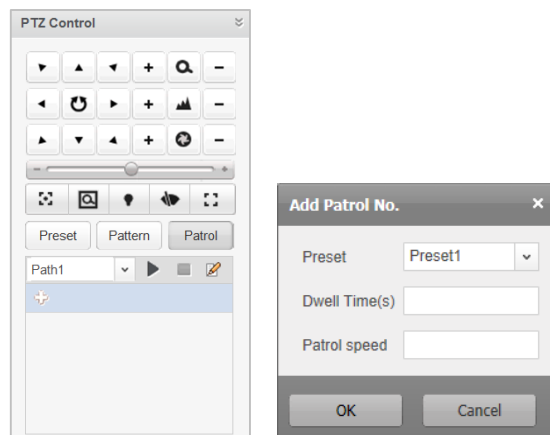 PTZ Control
Preset
Pattern
Patrol
Path1
Add Patrol No.
Preset
Preset1
Dwell Time(s)
Patrol speed
OK
Cancel